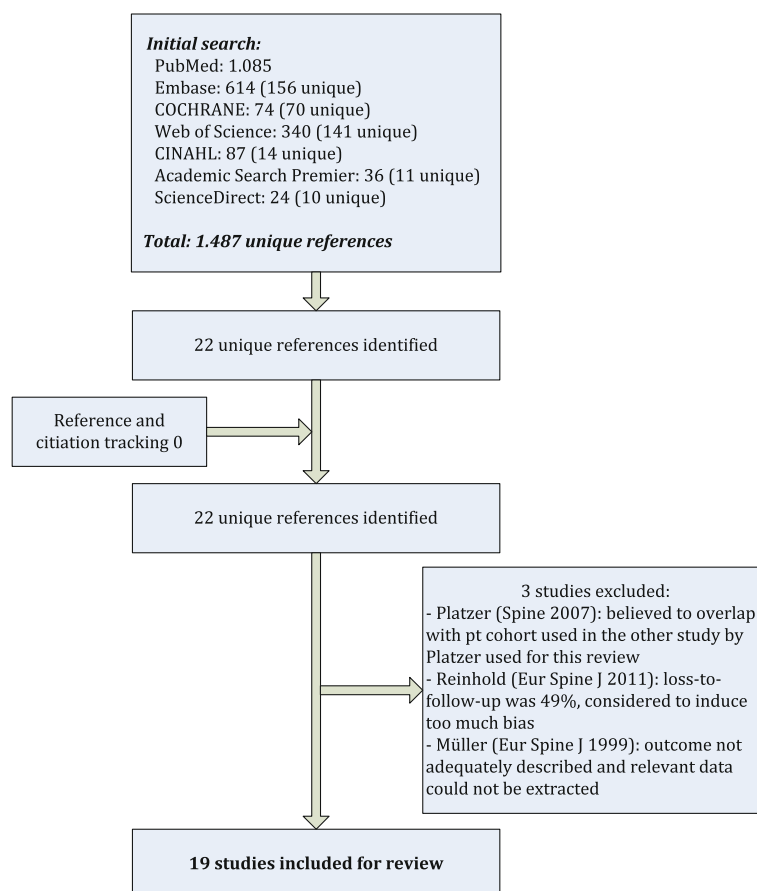 Initial search:
PubMed: 1.085
Embase: 614 (156 unique)
COCHRANE: 74 (70 unique)
Web of Science: 340 (141 unique)
CINAHL: 87 (14 unique)
Academic Search Premier: 36 (11 unique)
ScienceDirect: 24 (10 unique)
Total: 1.487 unique references
22 unique references identified
Reference and
citiation tracking 0
22 unique references identified
3 studies excluded:
- Platzer (Spine 2007): believed to overlap
with pt cohort used in the other study by
Platzer used for this review
- Reinhold (Eur Spine J 2011): loss-to-
follow-up was 49%, considered to induce
too much bias
- Müller (Eur Spine J 1999): outcome not
adequately described and relevant data
could not be extracted
19 studies included for review